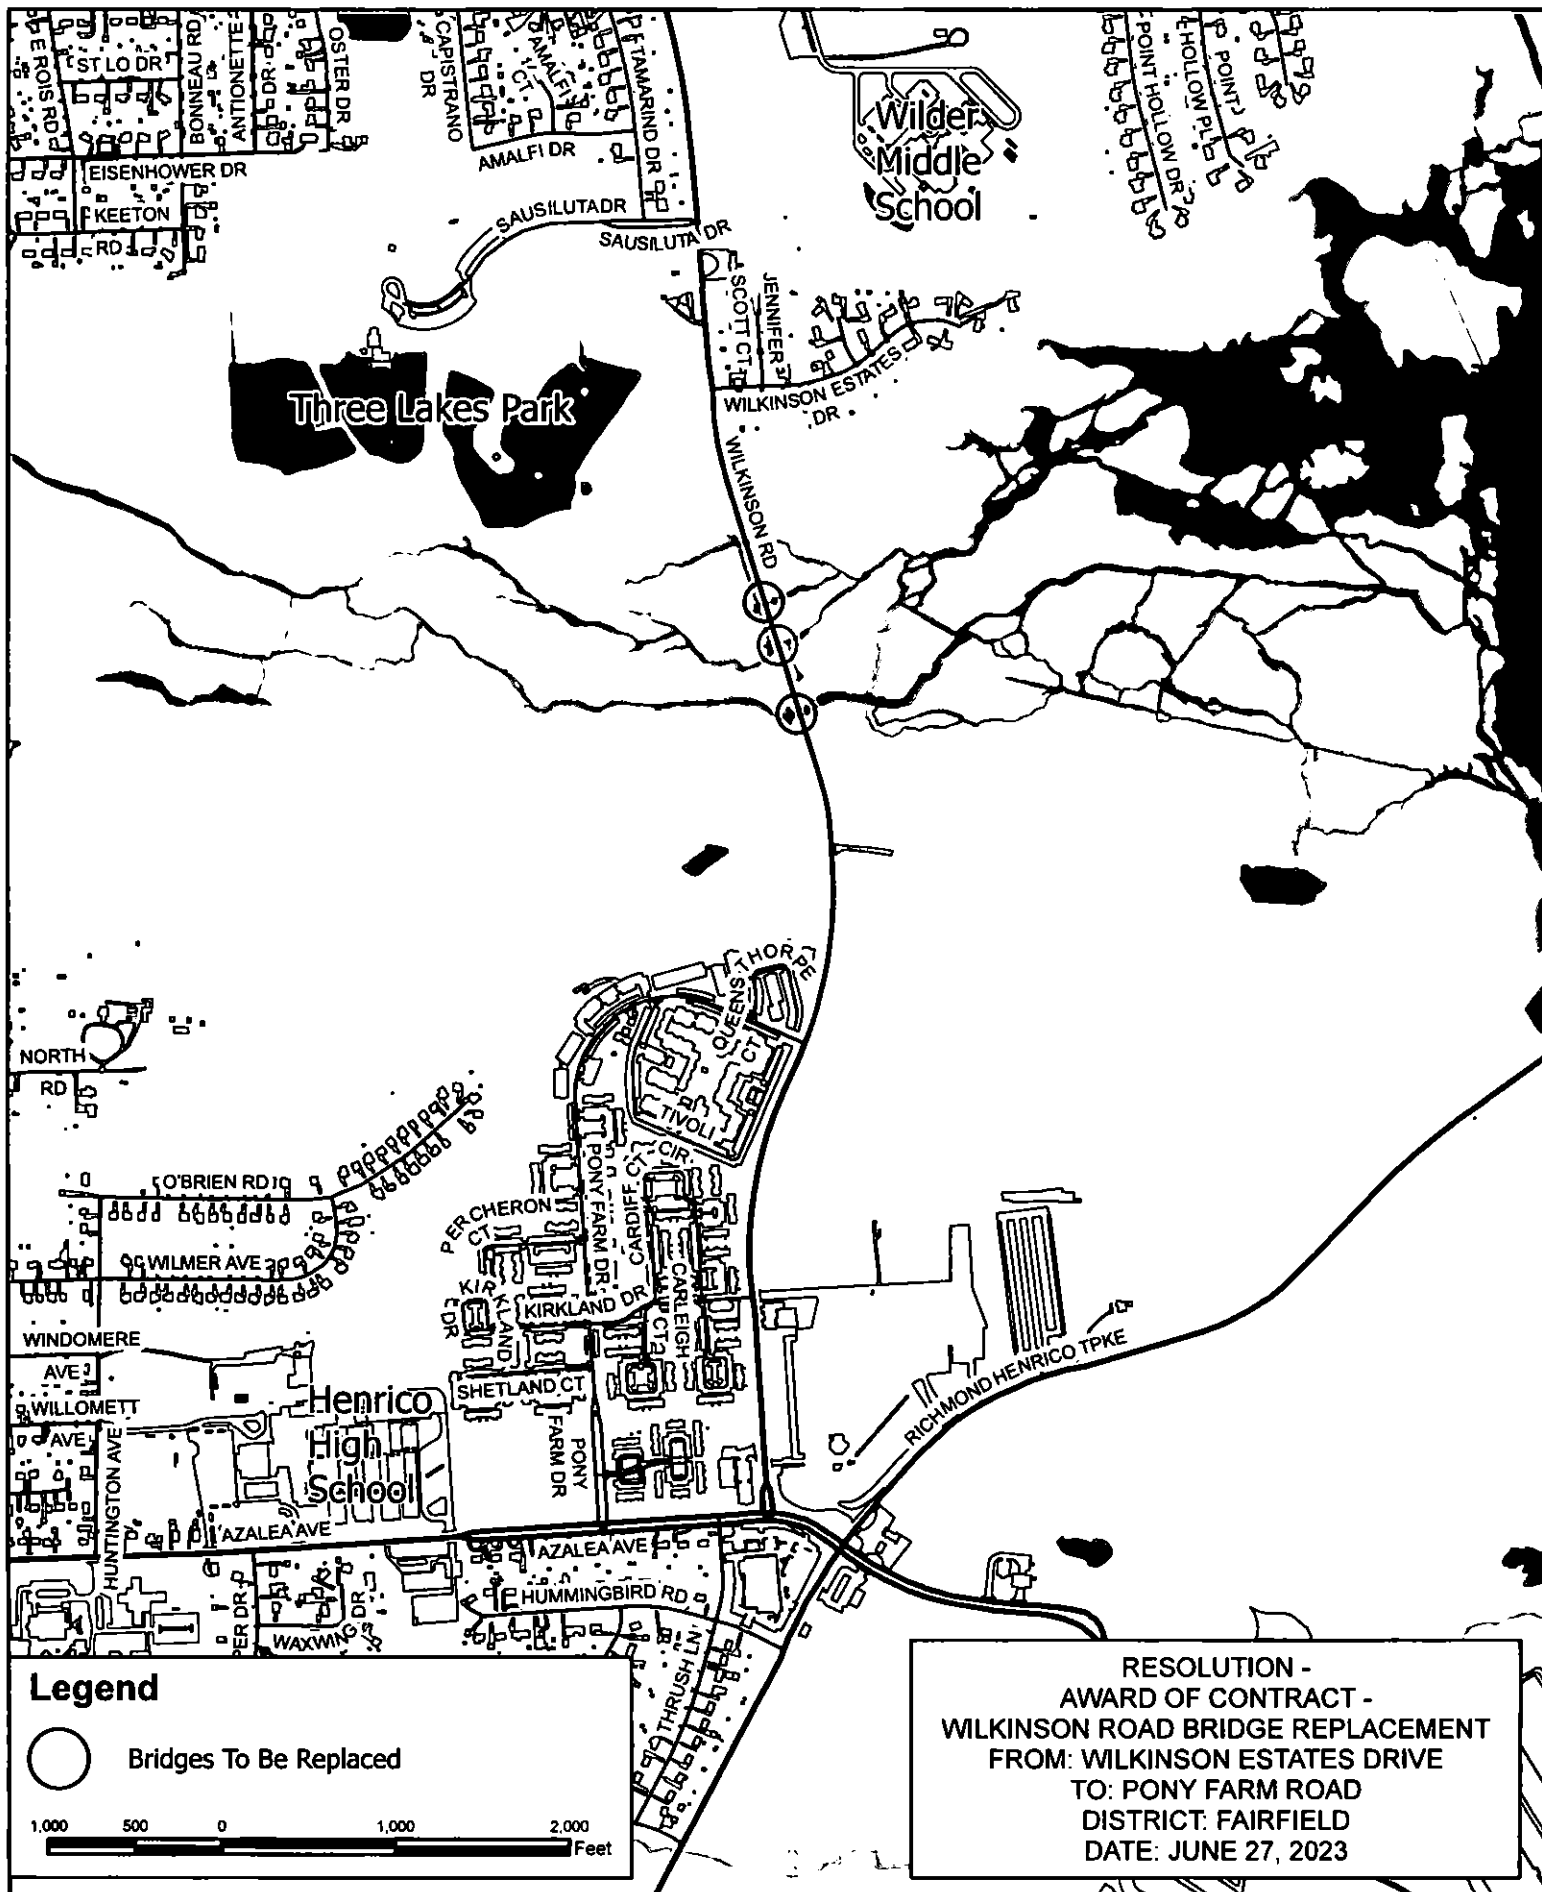 E ROIS RD
ST LO DR
BONNEAU RD
ANTIONETTE
DR
OSTER DR
CAPISTRANO
DR
AMALFI
CT
TAMARIND DR
AMALFI DR
EISENHOWER DR
KEETON
RD
SAUSILUTA DR
SAUSILUTA DR
Wilder
Middle
School
POINT HOLLOW DR
HOLLOW PL
POINT
SCOTT CT
JENNIFER
WILKINSON ESTATES
DR
Three Lakes Park
WILKINSON RD
QUEENS THORPE
CT
NORTH
RD
TIVOLI
CIR
O'BRIEN RD
PERCHERON
CT
PONY FARM DR
CARDIFF CT
WILMER AVE
KIRKLAND
DR
KIRKLAND DR
CARLEIGH
CT
WINDOMERE
AVE
SHETLAND CT
WILLOMETT
AVE
Henrico
High
School
HUNTINGTON AVE
PONY
FARM DR
RICHMOND HENRICO TPKE
AZALEA AVE
AZALEA AVE
HUMMINGBIRD RD
PER DR
WAXWING DR
THRUSH LN
Legend
Bridges To Be Replaced
1,000 500 0 1,000 2,000
Feet
RESOLUTION -
AWARD OF CONTRACT -
WILKINSON ROAD BRIDGE REPLACEMENT
FROM: WILKINSON ESTATES DRIVE
TO: PONY FARM ROAD
DISTRICT: FAIRFIELD
DATE: JUNE 27, 2023